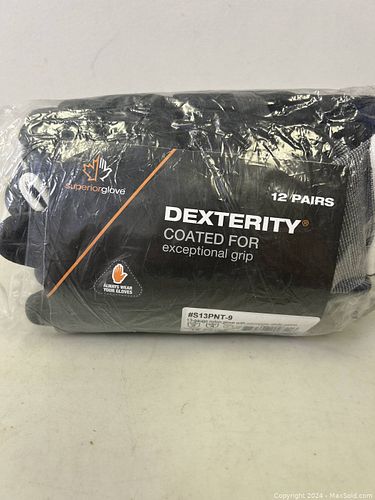 superiorglove
12 PAIRS
DEXTERITY®
COATED FOR
exceptional grip
ALWAYS WEAR
YOUR GLOVES
#S13PNT-9
Copyright 2024 - MaxSold.com